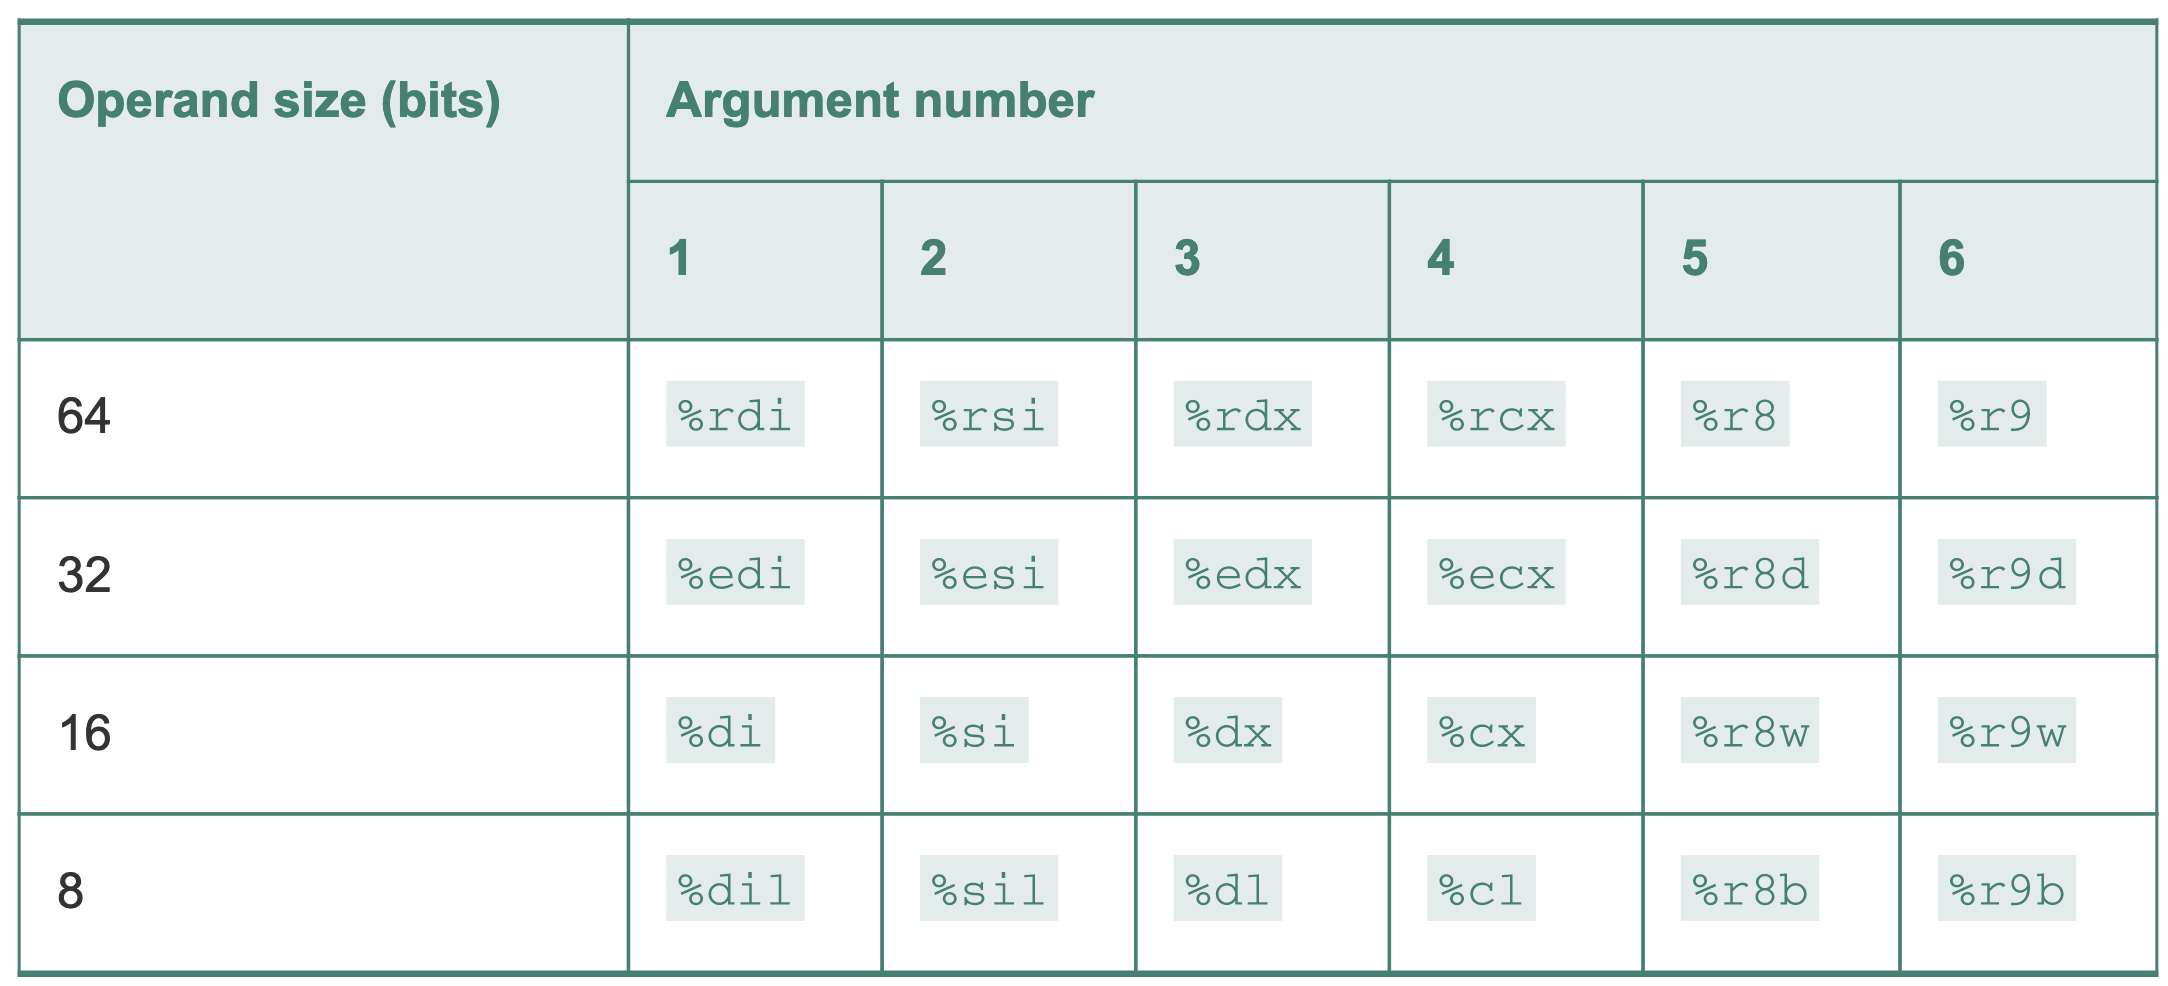 Operand size (bits) Argument number
1 2 3 4 5 6
64 %rdi %rsi %rdx %rcx %r8 %r9
32 %edi %esi %edx %ecx %r8d %r9d
16 %di %si %dx %cx %r8w %r9w
8 %dil %sil %dl %cl %r8b %r9b